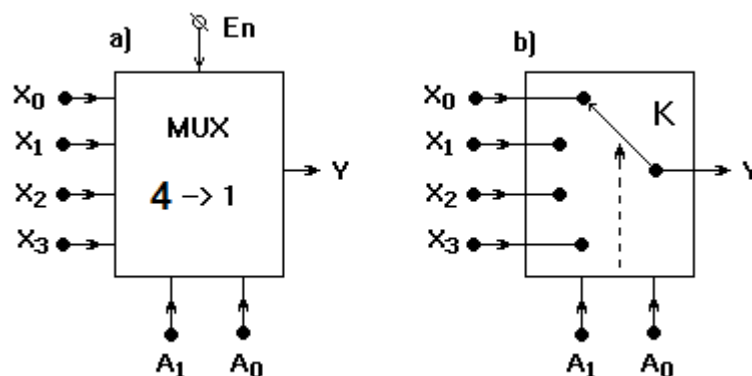 a)
En
X₀
X₁
X₂
X₃
MUX
4 -> 1
Y
A₁ A₀
b)
X₀
X₁
X₂
X₃
K
Y
A₁ A₀